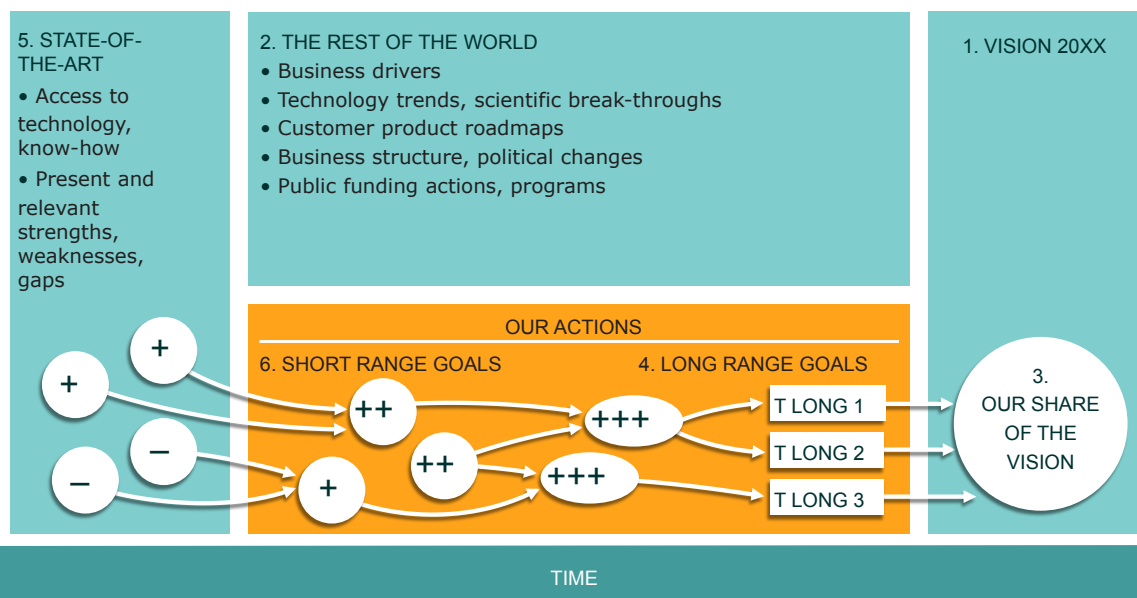 5. STATE-OF-
THE-ART
• Access to
technology,
know-how
• Present and
relevant
strengths,
weaknesses,
gaps
2. THE REST OF THE WORLD
• Business drivers
• Technology trends, scientific break-throughs
• Customer product roadmaps
• Business structure, political changes
• Public funding actions, programs
1. VISION 20XX
OUR ACTIONS
6. SHORT RANGE GOALS
4. LONG RANGE GOALS
+
+
–
–
++
++
+
+++
+++
T LONG 1
T LONG 2
T LONG 3
3.
OUR SHARE
OF THE
VISION
TIME